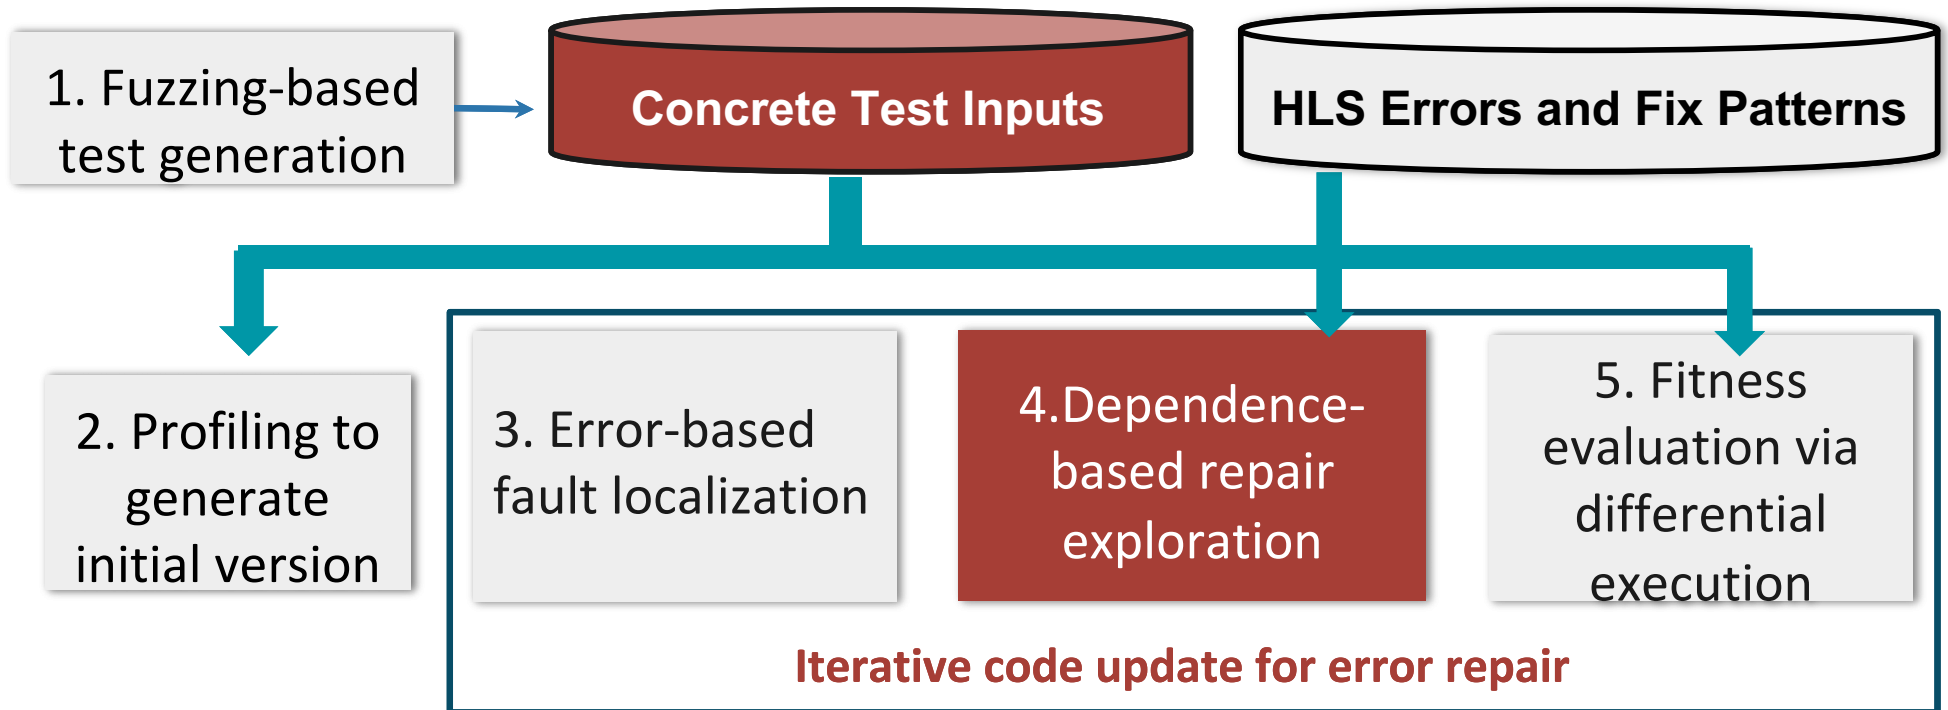 1. Fuzzing-based
test generation
Concrete Test Inputs
HLS Errors and Fix Patterns
2. Profiling to
generate
initial version
3. Error-based
fault localization
4.Dependence-
based repair
exploration
5. Fitness
evaluation via
differential
execution
Iterative code update for error repair